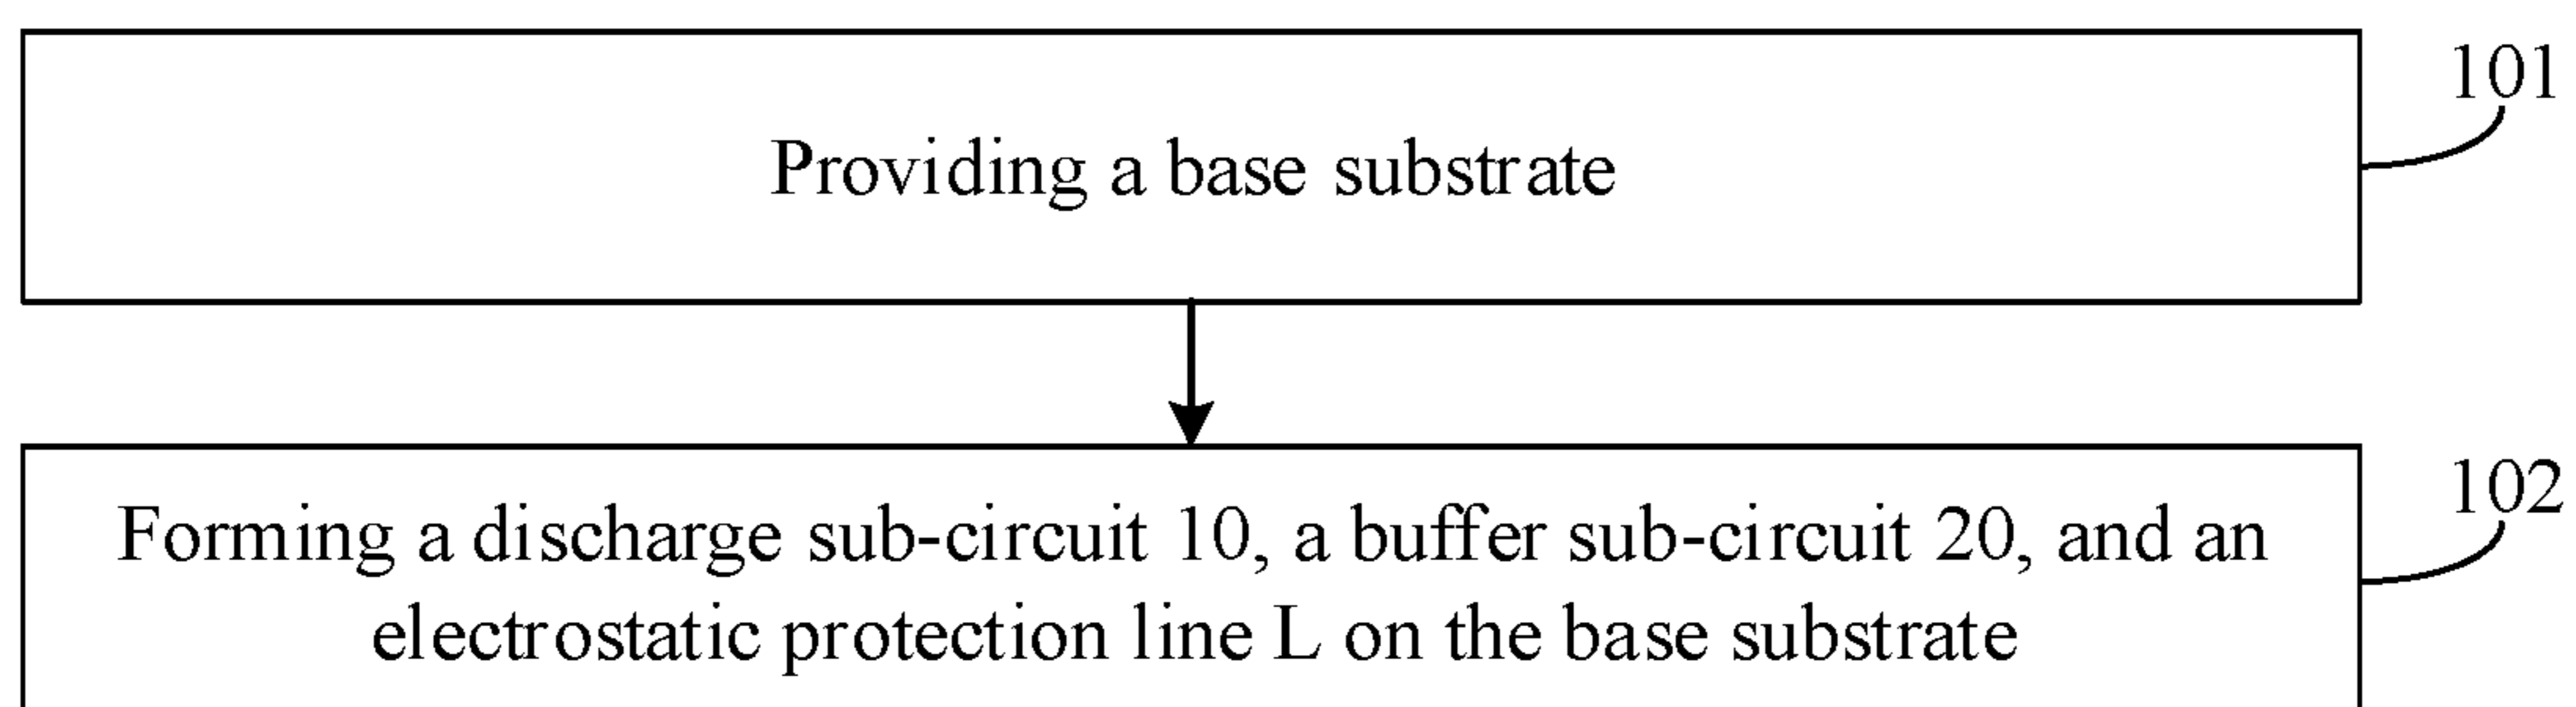 101
Providing a base substrate
102
Forming a discharge sub-circuit 10, a buffer sub-circuit 20, and an
electrostatic protection line L on the base substrate